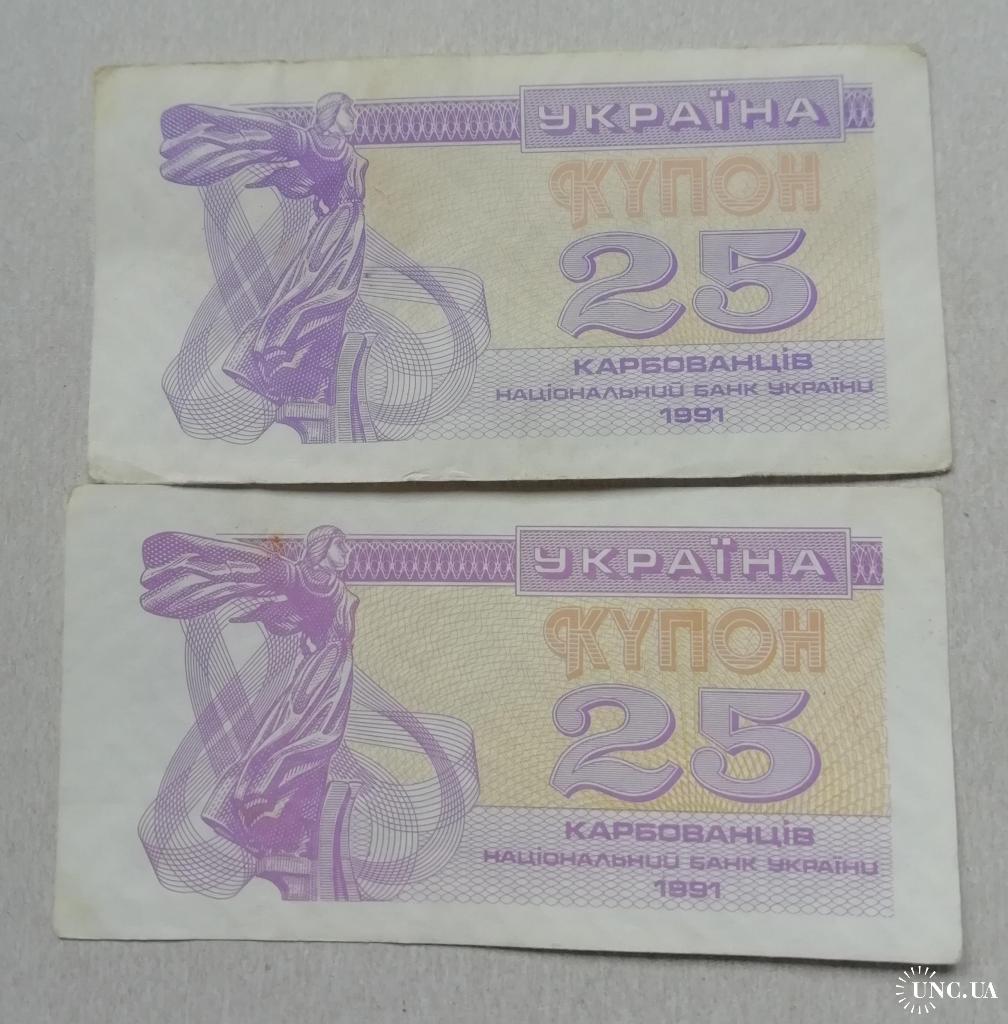 УКРАЇНА
КУПОН
25
КАРБОВАНЦІВ
НАЦІОНАЛЬНИЙ БАНК УКРАЇНИ
1991
УКРАЇНА
КУПОН
25
КАРБОВАНЦІВ
НАЦІОНАЛЬНИЙ БАНК УКРАЇНИ
1991
UNC.UA